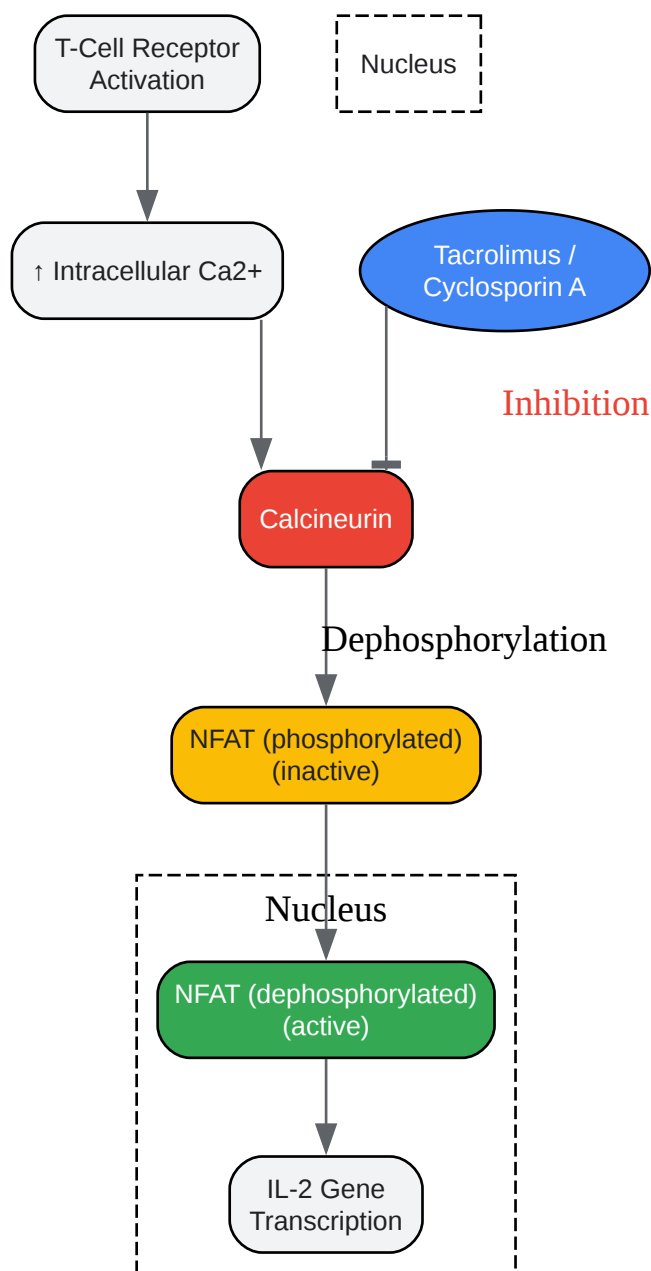 T-Cell Receptor
Activation
Nucleus
↑ Intracellular Ca2+
Tacrolimus /
Cyclosporin A
Inhibition
Calcineurin
Dephosphorylation
NFAT (phosphorylated)
(inactive)
Nucleus
NFAT (dephosphorylated)
(active)
IL-2 Gene
Transcription